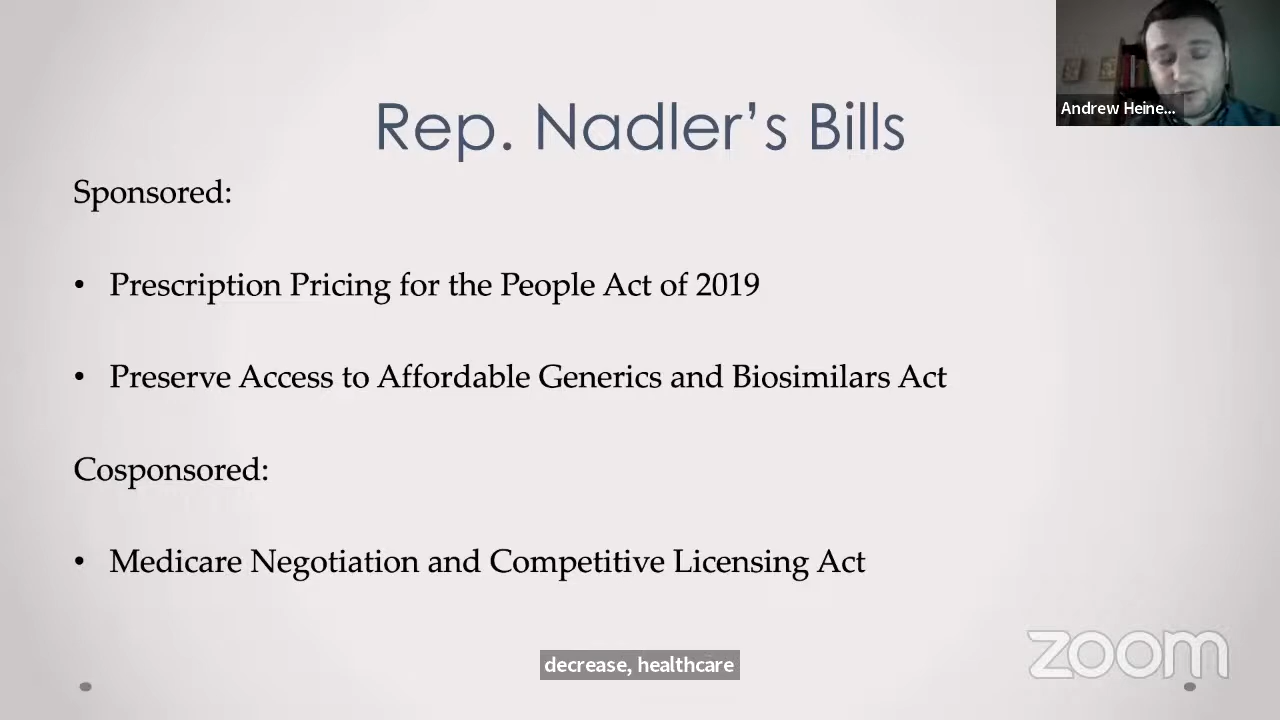 Andrew Heine...
Rep. Nadler's Bills
Sponsored:
• Prescription Pricing for the People Act of 2019
• Preserve Access to Affordable Generics and Biosimilars Act
Cosponsored:
• Medicare Negotiation and Competitive Licensing Act
decrease, healthcare
zoom